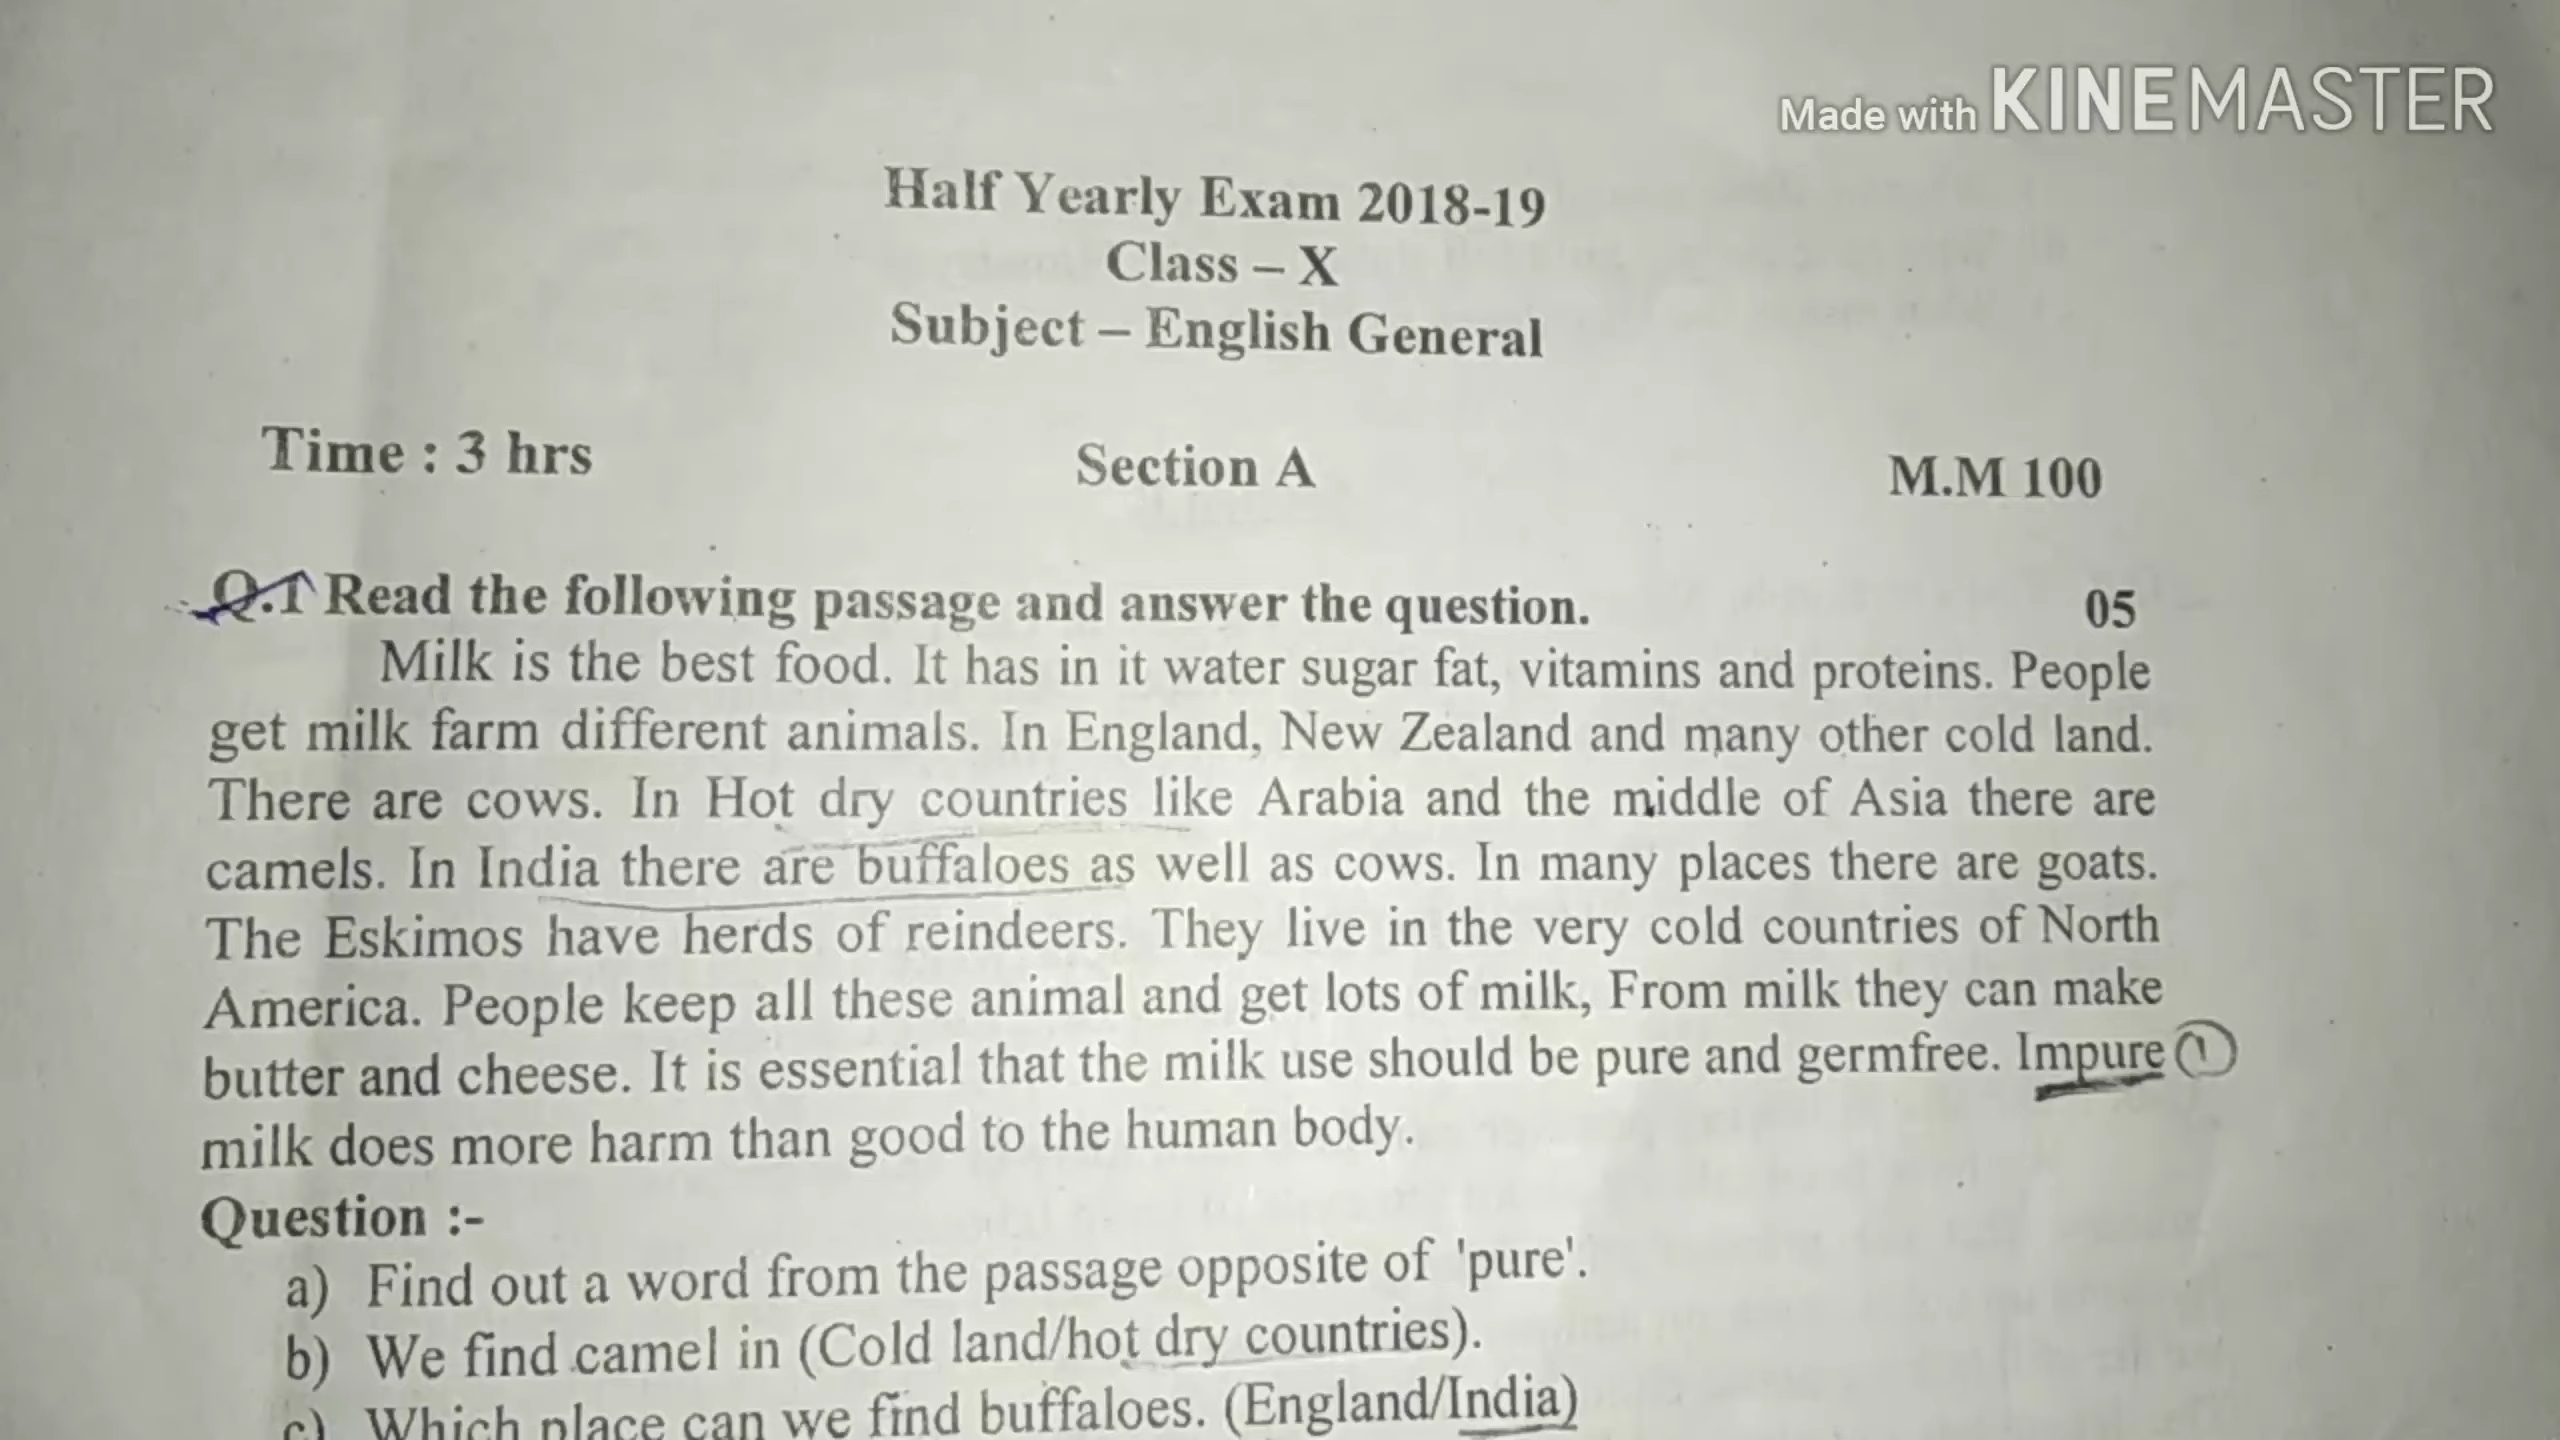 Made with KINEMASTER
Half Yearly Exam 2018-19
Class – X
Subject – English General
Time : 3 hrs Section A M.M 100
Q.1 Read the following passage and answer the question. 05
Milk is the best food. It has in it water sugar fat, vitamins and proteins. People
get milk farm different animals. In England, New Zealand and many other cold land.
There are cows. In Hot dry countries like Arabia and the middle of Asia there are
camels. In India there are buffaloes as well as cows. In many places there are goats.
The Eskimos have herds of reindeers. They live in the very cold countries of North
America. People keep all these animal and get lots of milk, From milk they can make
butter and cheese. It is essential that the milk use should be pure and germfree. Impure 1
milk does more harm than good to the human body.
Question :-
a) Find out a word from the passage opposite of 'pure'.
b) We find camel in (Cold land/hot dry countries).
c) Which place can we find buffaloes. (England/India)